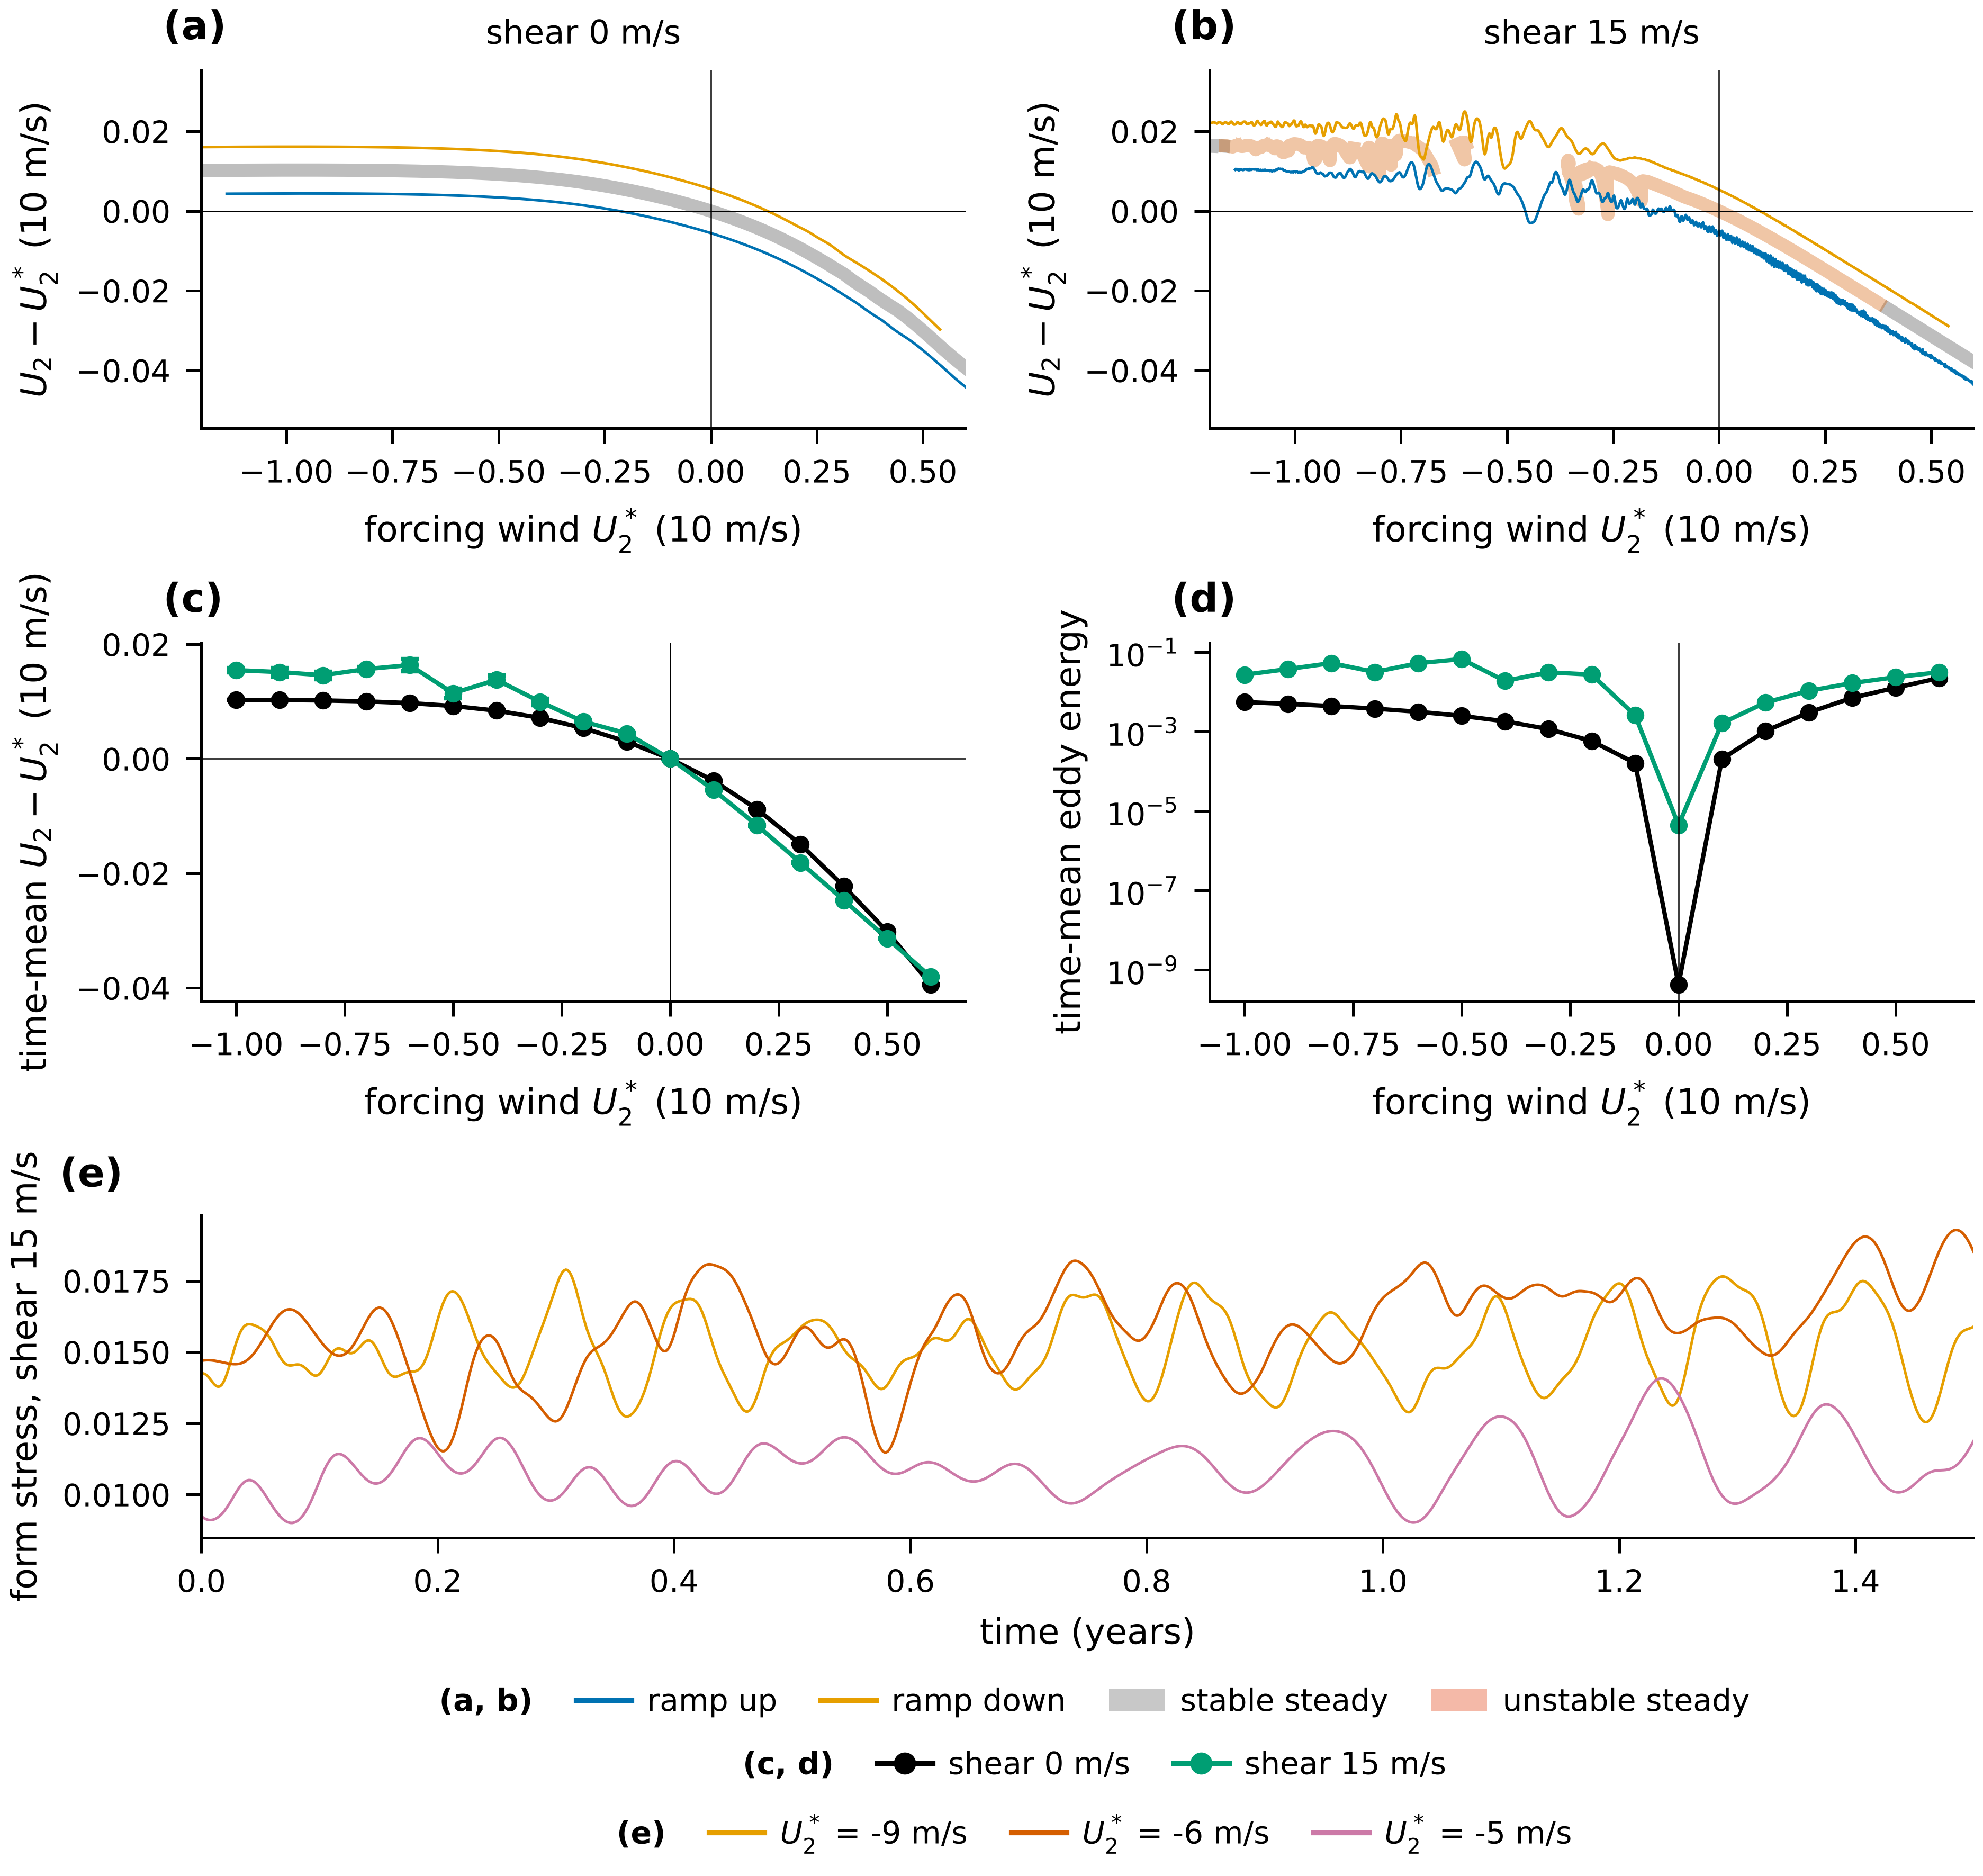 (a) shear 0 m/s
(b) shear 15 m/s
U₂ − U₂* (10 m/s)
0.02
0.00
−0.02
−0.04
−1.00 −0.75 −0.50 −0.25 0.00 0.25 0.50
forcing wind U₂* (10 m/s)
U₂ − U₂* (10 m/s)
0.02
0.00
−0.02
−0.04
−1.00 −0.75 −0.50 −0.25 0.00 0.25 0.50
forcing wind U₂* (10 m/s)
(c)
time-mean U₂ − U₂* (10 m/s)
0.02
0.00
−0.02
−0.04
−1.00 −0.75 −0.50 −0.25 0.00 0.25 0.50
forcing wind U₂* (10 m/s)
(d)
time-mean eddy energy
10⁻¹
10⁻³
10⁻⁵
10⁻⁷
10⁻⁹
−1.00 −0.75 −0.50 −0.25 0.00 0.25 0.50
forcing wind U₂* (10 m/s)
(e)
form stress, shear 15 m/s
0.0175
0.0150
0.0125
0.0100
0.0 0.2 0.4 0.6 0.8 1.0 1.2 1.4
time (years)
(a, b) ramp up ramp down stable steady unstable steady
(c, d) shear 0 m/s shear 15 m/s
(e) U₂* = -9 m/s U₂* = -6 m/s U₂* = -5 m/s